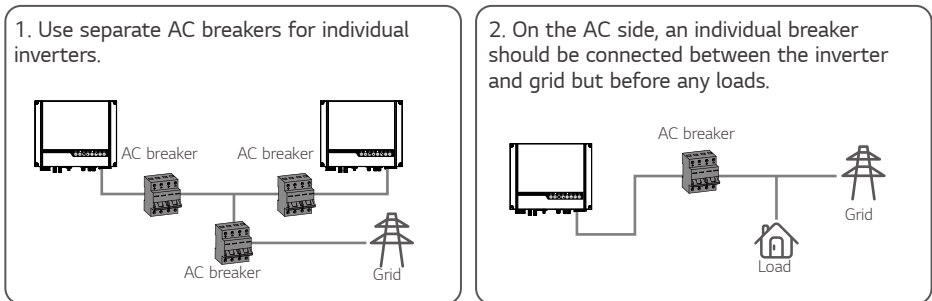 1. Use separate AC breakers for individual
inverters.
AC breaker
AC breaker
AC breaker
Grid
2. On the AC side, an individual breaker
should be connected between the inverter
and grid but before any loads.
AC breaker
Grid
Load